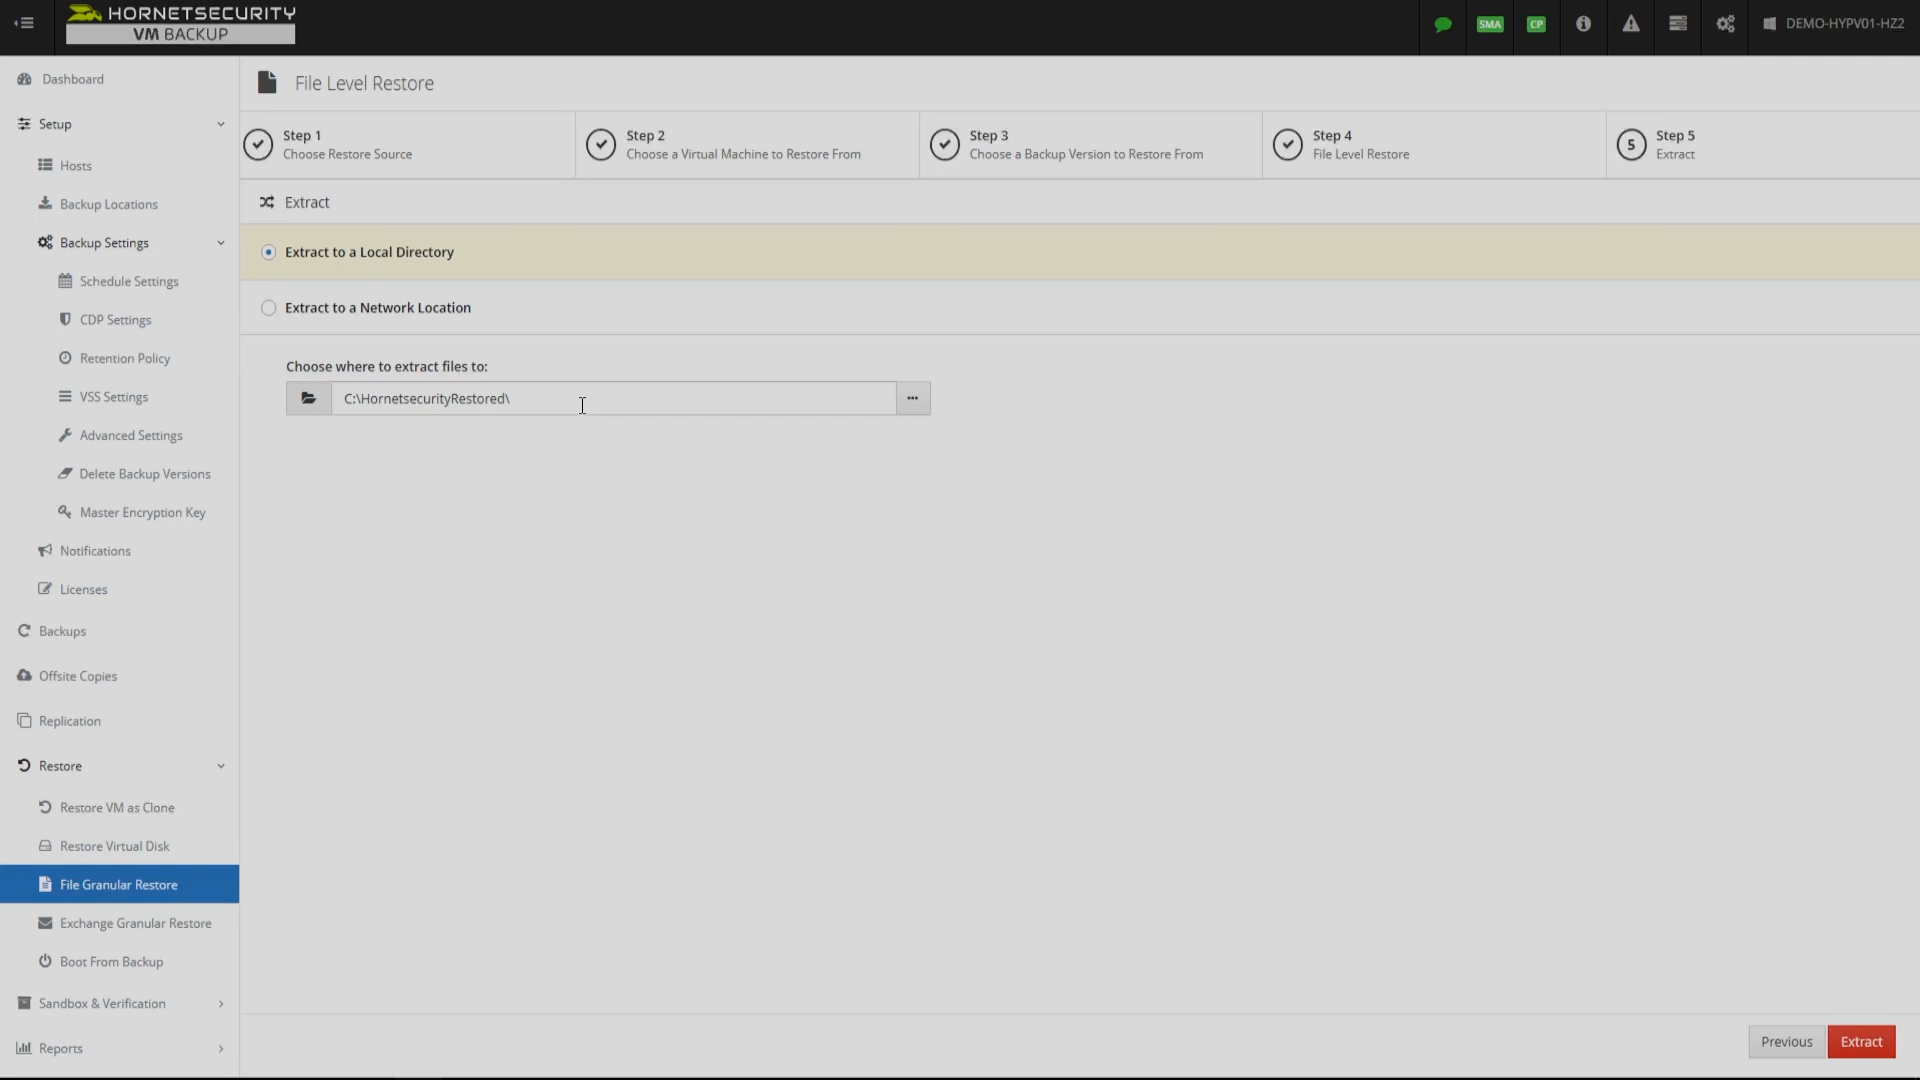 HORNETSECURITY
VM BACKUP
SMA
CP
DEMO-HYPV01-HZ2
Dashboard
Setup
Hosts
Backup Locations
Backup Settings
Schedule Settings
CDP Settings
Retention Policy
VSS Settings
Advanced Settings
Delete Backup Versions
Master Encryption Key
Notifications
Licenses
Backups
Offsite Copies
Replication
Restore
Restore VM as Clone
Restore Virtual Disk
File Granular Restore
Exchange Granular Restore
Boot From Backup
Sandbox & Verification
Reports
File Level Restore
Step 1
Choose Restore Source
Step 2
Choose a Virtual Machine to Restore From
Step 3
Choose a Backup Version to Restore From
Step 4
File Level Restore
5
Step 5
Extract
Extract
Extract to a Local Directory
Extract to a Network Location
Choose where to extract files to:
C:\HornetsecurityRestored\
...
Previous
Extract